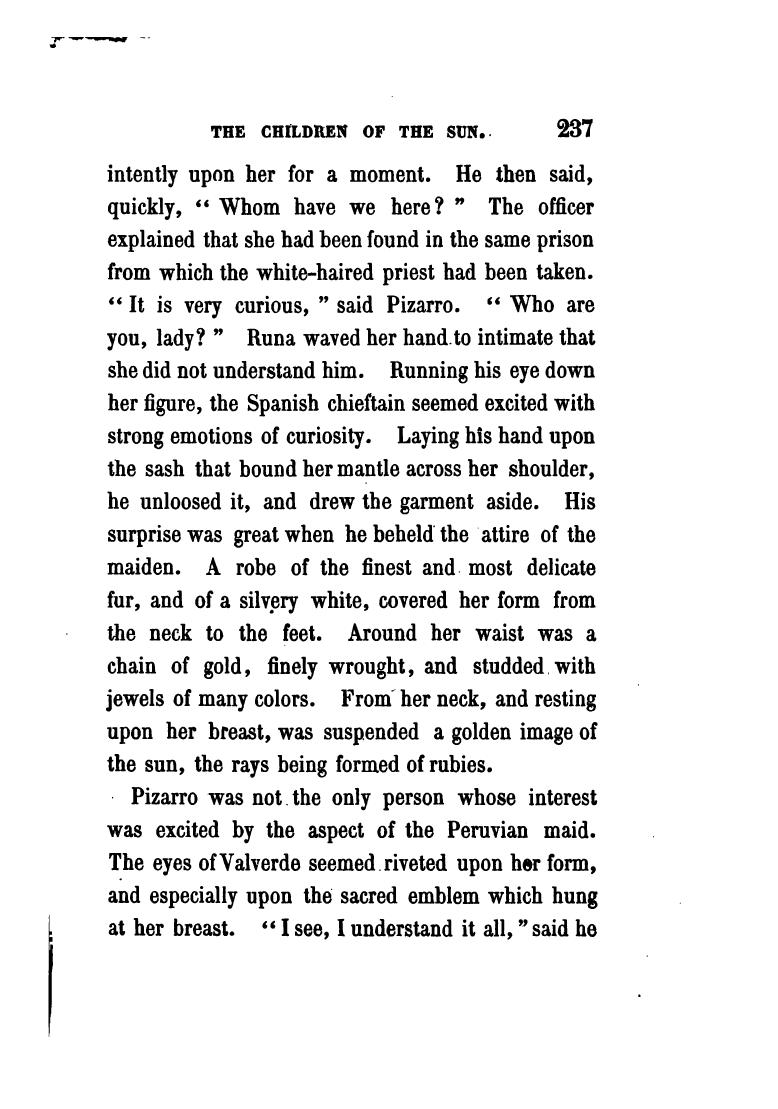 THE CHILDREN OF THE SUN. 237
intently upon her for a moment. He then said,
quickly, “ Whom have we here? ” The officer
explained that she had been found in the same prison
from which the white-haired priest had been taken.
“ It is very curious, ” said Pizarro. “ Who are
you, lady? ” Runa waved her hand to intimate that
she did not understand him. Running his eye down
her figure, the Spanish chieftain seemed excited with
strong emotions of curiosity. Laying his hand upon
the sash that bound her mantle across her shoulder,
he unloosed it, and drew the garment aside. His
surprise was great when he beheld the attire of the
maiden. A robe of the finest and most delicate
fur, and of a silvery white, covered her form from
the neck to the feet. Around her waist was a
chain of gold, finely wrought, and studded with
jewels of many colors. From her neck, and resting
upon her breast, was suspended a golden image of
the sun, the rays being formed of rubies.
Pizarro was not the only person whose interest
was excited by the aspect of the Peruvian maid.
The eyes of Valverde seemed riveted upon her form,
and especially upon the sacred emblem which hung
at her breast. “ I see, I understand it all, ” said he